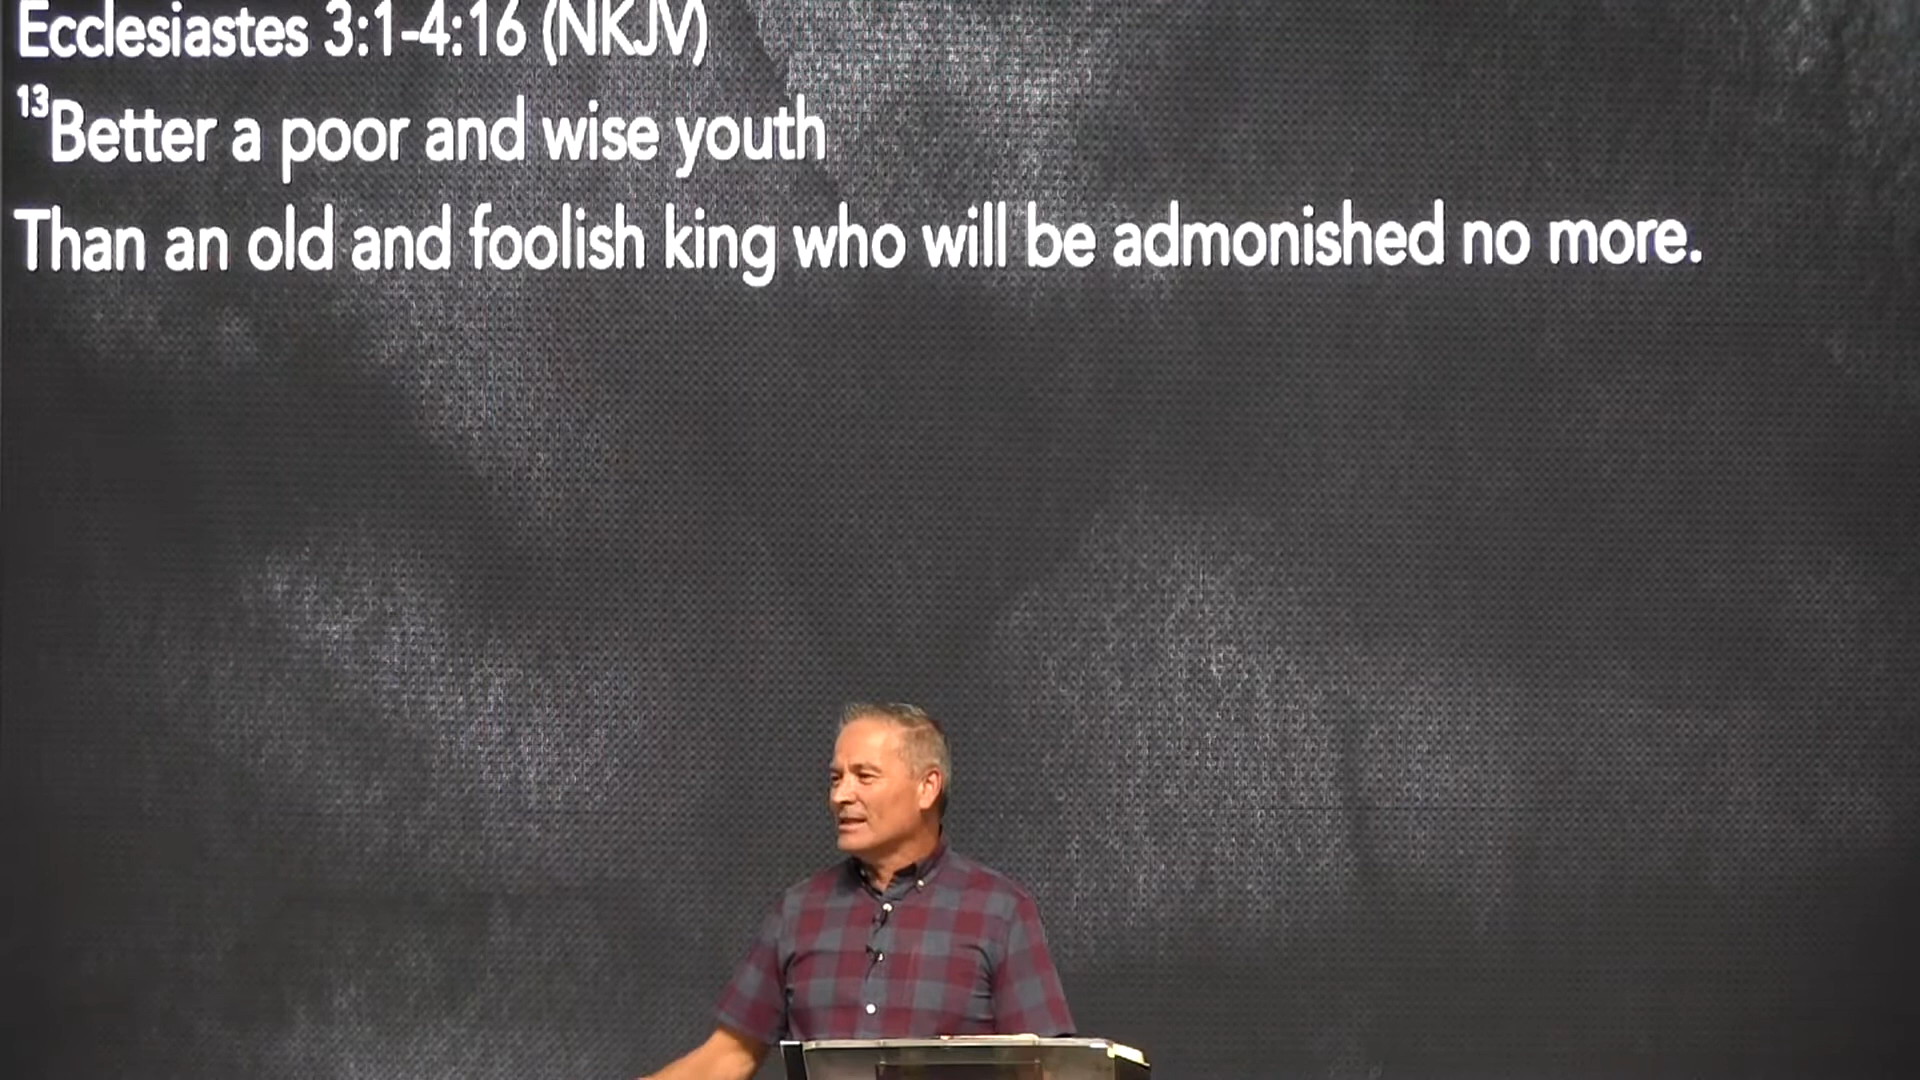 Ecclesiastes 3:1-4:16 (NKJV)
¹³Better a poor and wise youth
Than an old and foolish king who will be admonished no more.